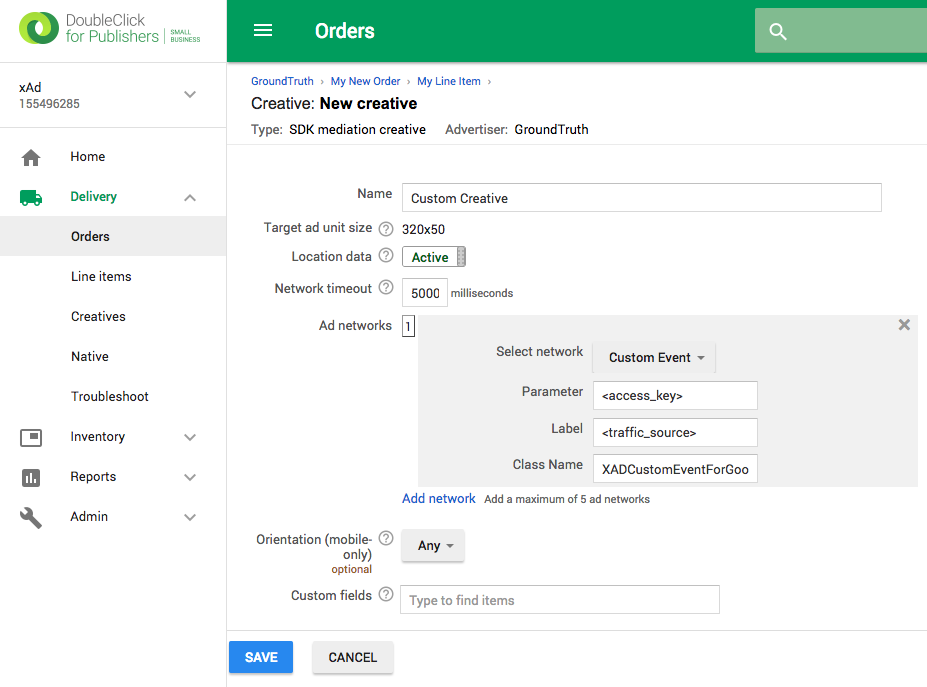 DoubleClick
for Publishers | SMALL BUSINESS
Orders
xAd
155496285
Home
Delivery
Orders
Line items
Creatives
Native
Troubleshoot
Inventory
Reports
Admin
GroundTruth › My New Order › My Line Item ›
Creative: New creative
Type: SDK mediation creative Advertiser: GroundTruth
Name Custom Creative
Target ad unit size ? 320x50
Location data ? Active
Network timeout ? 5000 milliseconds
Ad networks 1
Select network Custom Event
Parameter <access_key>
Label <traffic_source>
Class Name XADCustomEventForGoo
Add network Add a maximum of 5 ad networks
Orientation (mobile-
only) ? Any
optional
Custom fields ? Type to find items
SAVE CANCEL